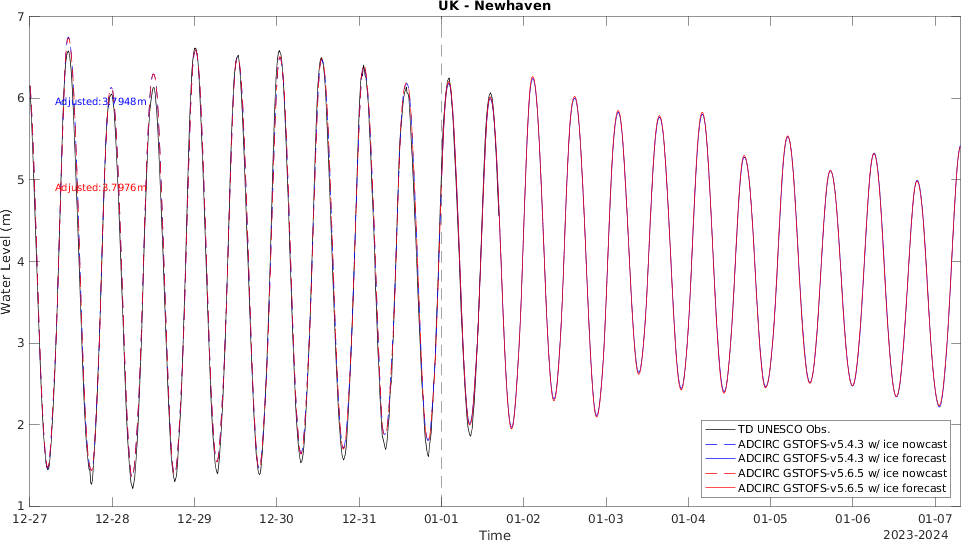 UK - Newhaven
7
6
5
4
3
2
1
Water Level (m)
Adjusted:3.7948m
Adjusted:3.7976m
TD UNESCO Obs.
ADCIRC GSTOFS-v5.4.3 w/ ice nowcast
ADCIRC GSTOFS-v5.4.3 w/ ice forecast
ADCIRC GSTOFS-v5.6.5 w/ ice nowcast
ADCIRC GSTOFS-v5.6.5 w/ ice forecast
12-27 12-28 12-29 12-30 12-31 01-01 01-02 01-03 01-04 01-05 01-06 01-07
Time
2023-2024